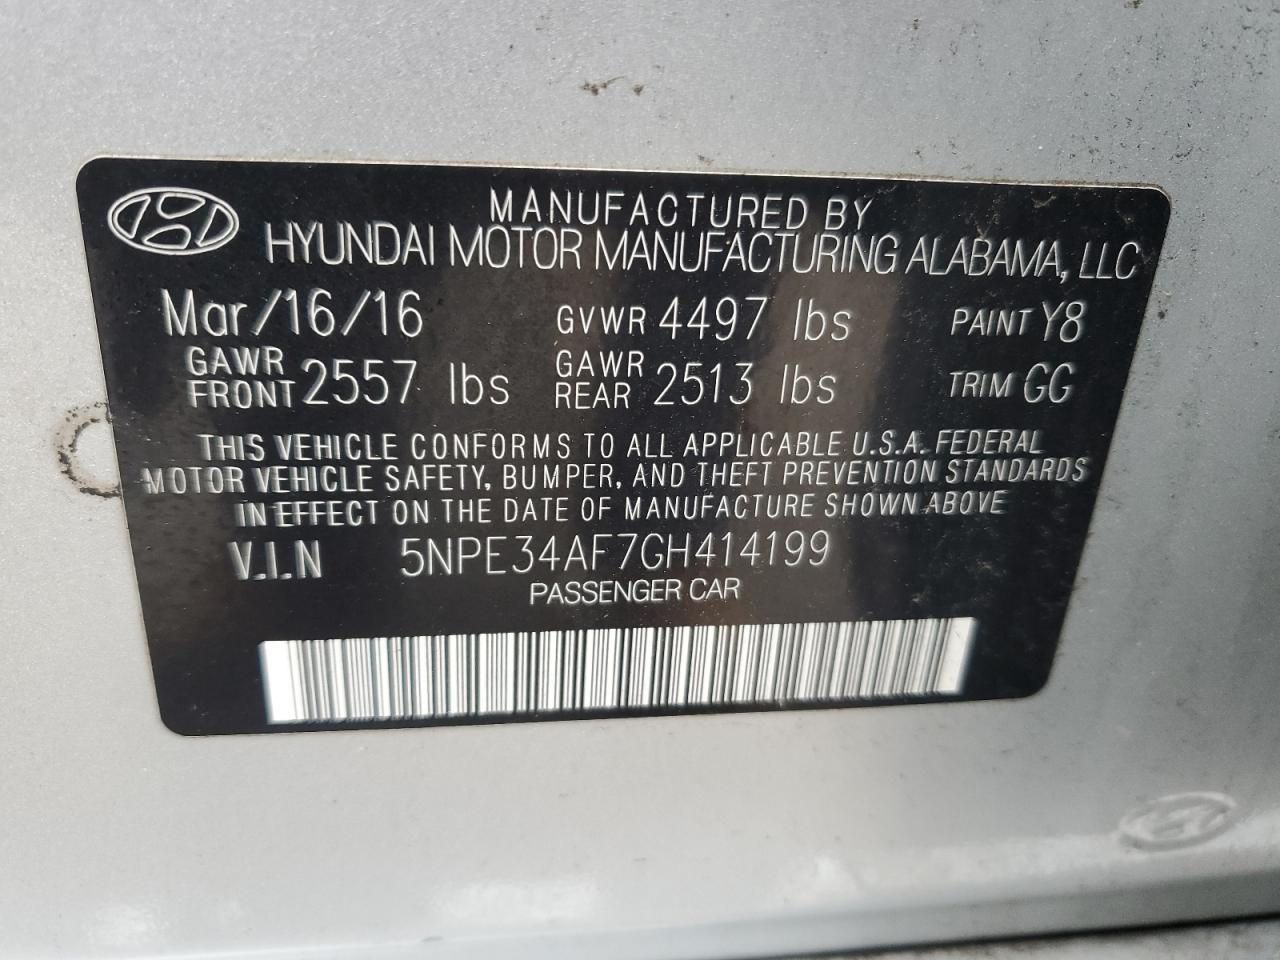 MANUFACTURED BY
HYUNDAI MOTOR MANUFACTURING ALABAMA, LLC
Mar/16/16 GVWR 4497 lbs PAINT Y8
GAWR FRONT 2557 lbs GAWR REAR 2513 lbs TRIM GG
THIS VEHICLE CONFORMS TO ALL APPLICABLE U.S.A. FEDERAL
MOTOR VEHICLE SAFETY, BUMPER, AND THEFT PREVENTION STANDARDS
IN EFFECT ON THE DATE OF MANUFACTURE SHOWN ABOVE
V.I.N 5NPE34AF7GH414199
PASSENGER CAR